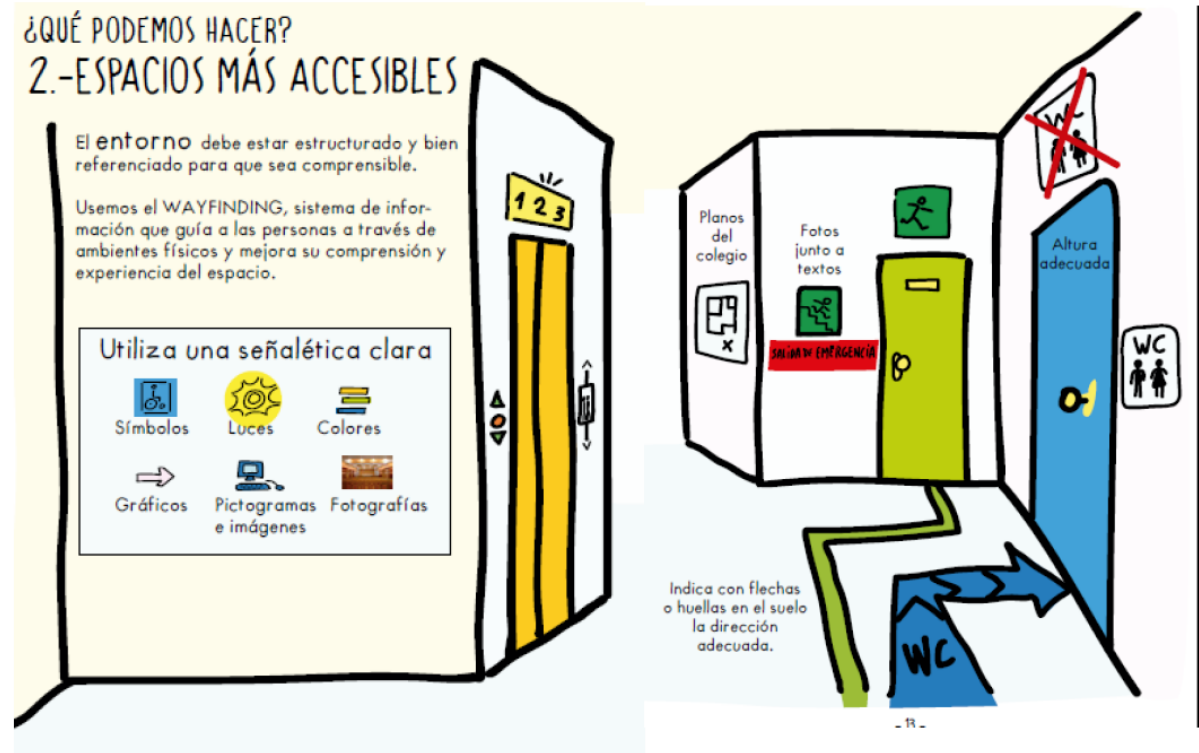 ¿QUÉ PODEMOS HACER?
2.-ESPACIOS MÁS ACCESIBLES
El entorno debe estar estructurado y bien
referenciado para que sea comprensible.
Usemos el WAYFINDING, sistema de infor-
mación que guía a las personas a través de
ambientes físicos y mejora su comprensión y
experiencia del espacio.
Utiliza una señalética clara
Símbolos
Luces
Colores
Gráficos
Pictogramas
e imágenes
Fotografías
1 2 3
Planos
del
colegio
Fotos
junto a
textos
SALIDA DE EMERGENCIA
WC
Altura
adecuada
WC
Indica con flechas
o huellas en el suelo
la dirección
adecuada.
WC
- 13 -